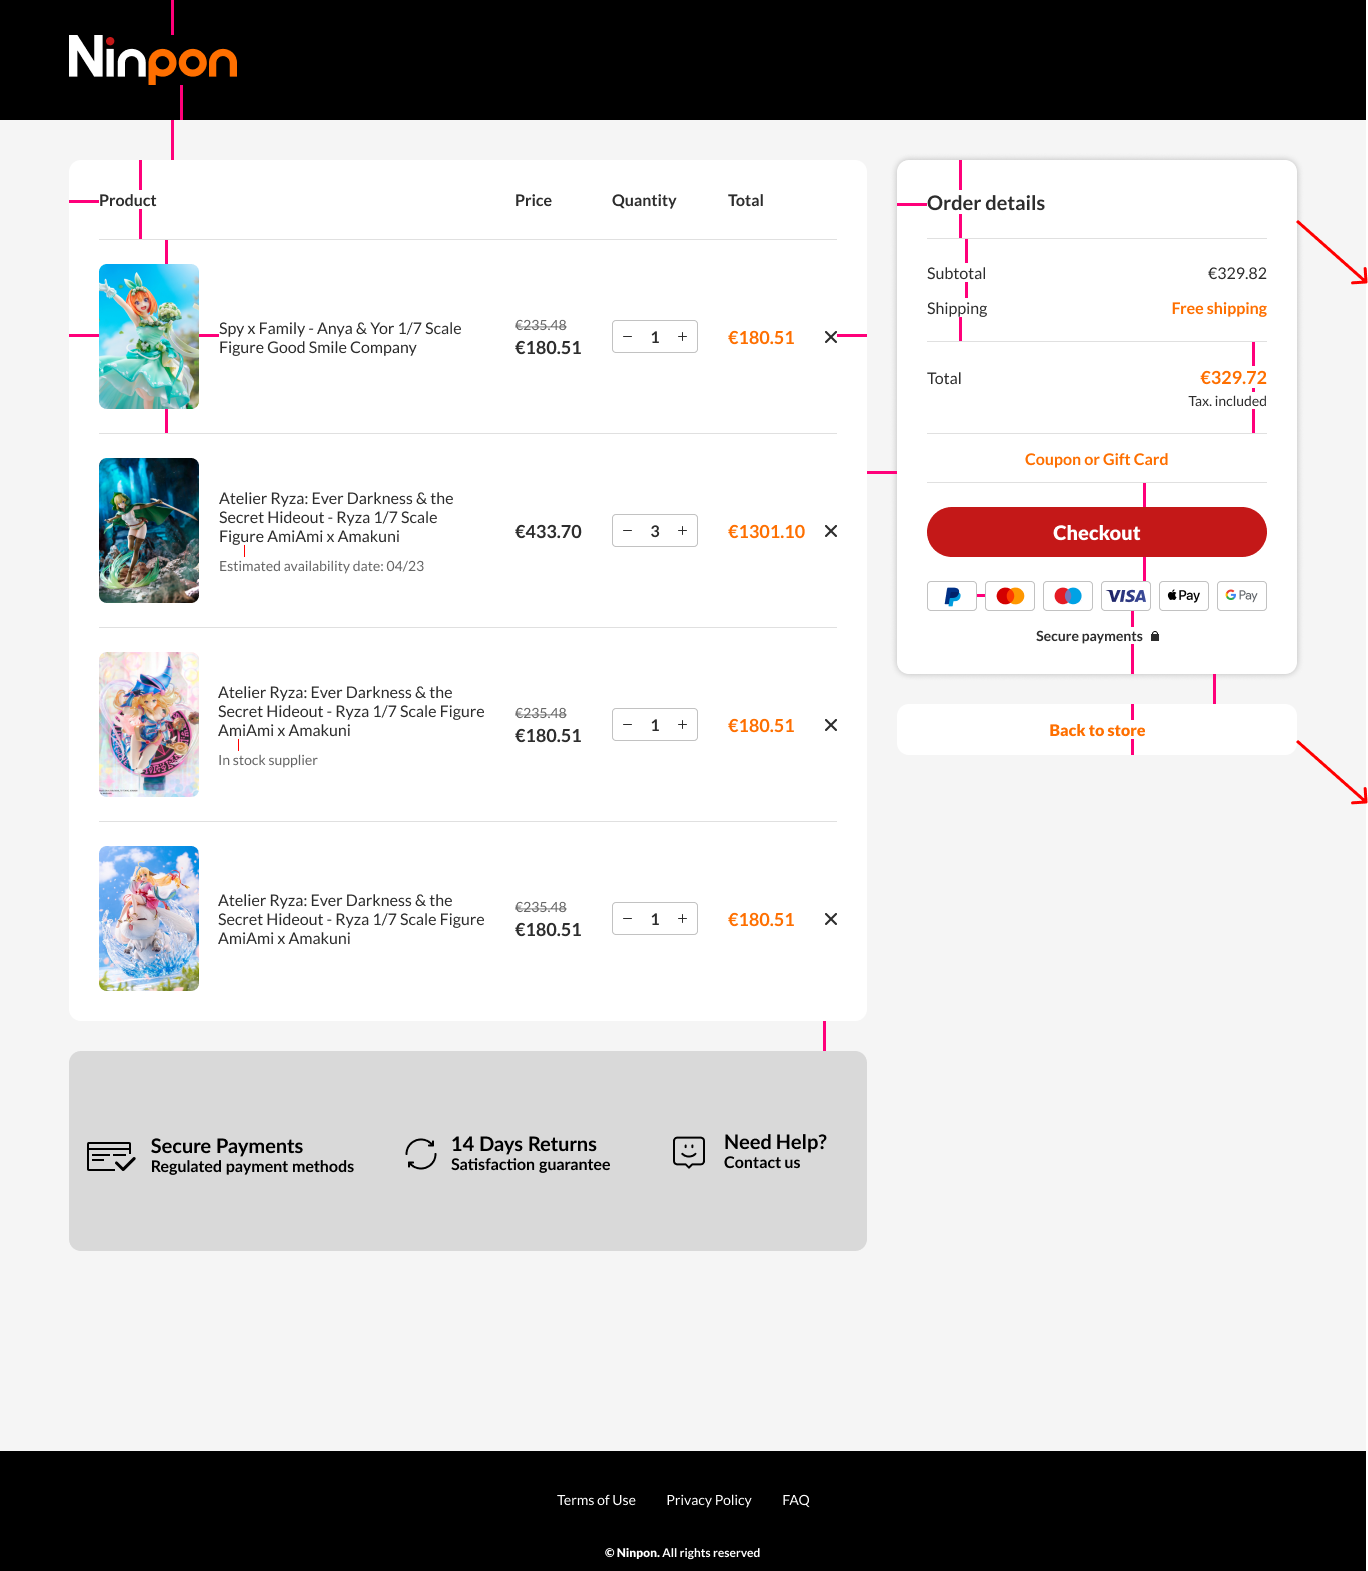 Ninpon
Product Price Quantity Total
Spy x Family - Anya & Yor 1/7 Scale
Figure Good Smile Company
€235.48
€180.51
1
€180.51
Atelier Ryza: Ever Darkness & the
Secret Hideout - Ryza 1/7 Scale
Figure AmiAmi x Amakuni
Estimated availability date: 04/23
€433.70
3
€1301.10
Atelier Ryza: Ever Darkness & the
Secret Hideout - Ryza 1/7 Scale Figure
AmiAmi x Amakuni
In stock supplier
€235.48
€180.51
1
€180.51
Atelier Ryza: Ever Darkness & the
Secret Hideout - Ryza 1/7 Scale Figure
AmiAmi x Amakuni
€235.48
€180.51
1
€180.51
Order details
Subtotal €329.82
Shipping Free shipping
Total €329.72
Tax. included
Coupon or Gift Card
Checkout
VISA Pay G Pay
Secure payments
Back to store
Secure Payments
Regulated payment methods
14 Days Returns
Satisfaction guarantee
Need Help?
Contact us
Terms of Use Privacy Policy FAQ
© Ninpon. All rights reserved